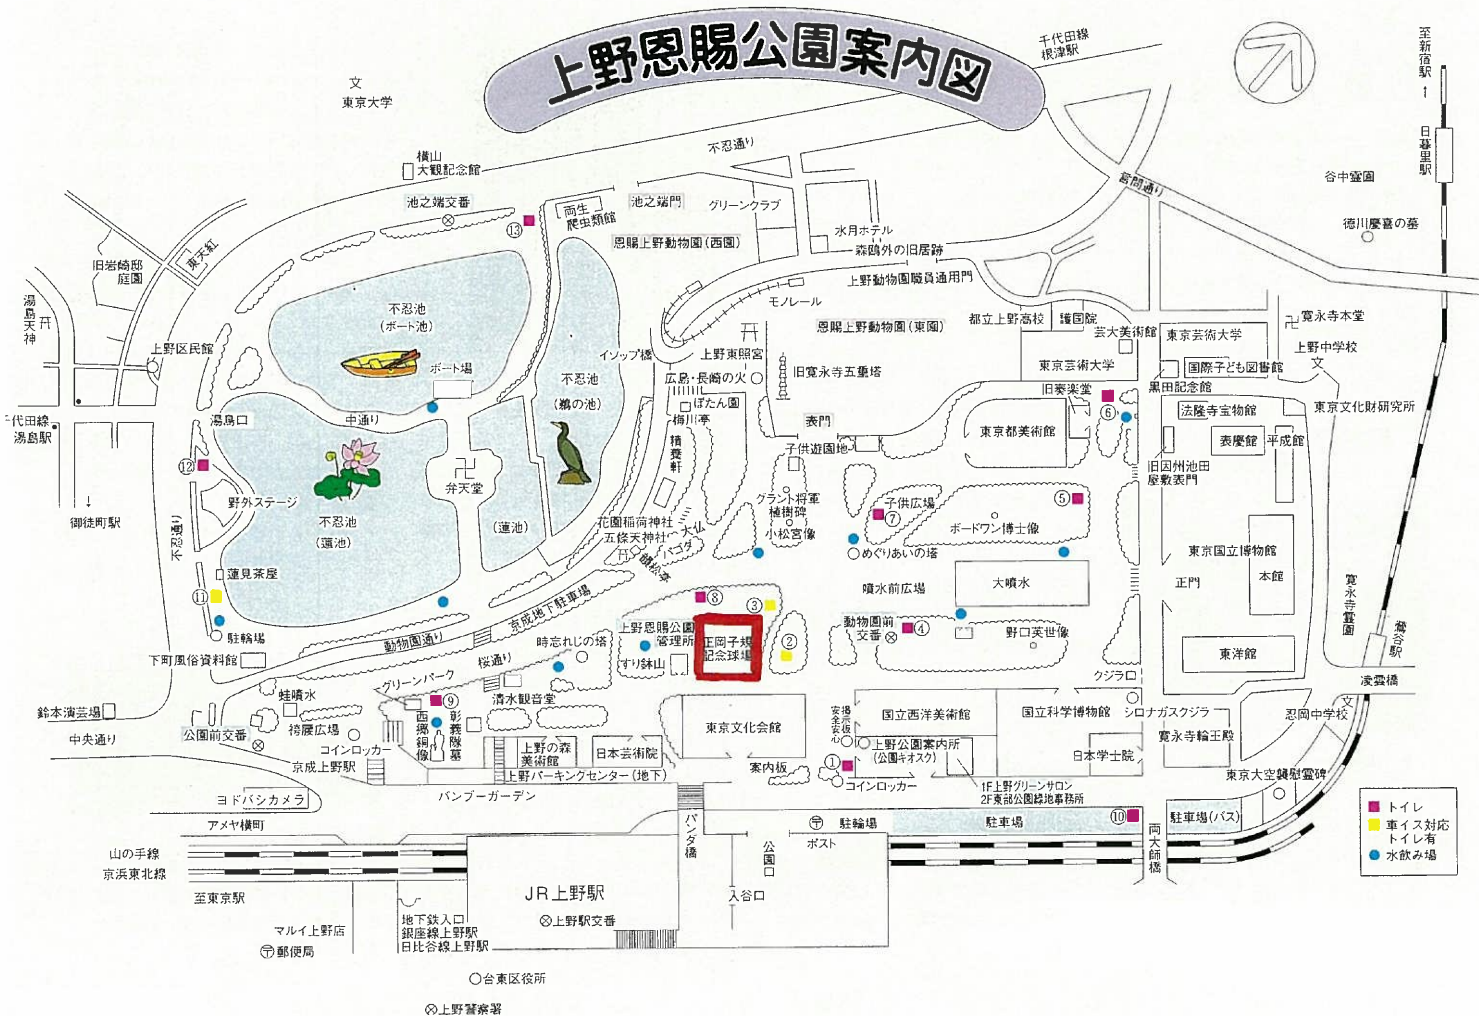 上野恩賜公園案内図
千代田線
根津駅
至新宿駅
日暮里駅
文
東京大学
横山
大観記念館
不忍通り
言問通り
谷中霊園
徳川慶喜の墓
池之端交番
⑬
両生
爬虫類館
池之端門
グリーンクラブ
恩賜上野動物園(西園)
水月ホテル
森鴎外の旧居跡
上野動物園職員通用門
旧岩崎邸
庭園
東天紅
湯島天神
不忍池
(ボート池)
モノレール
恩賜上野動物園(東園)
都立上野高校
護国院
芸大美術館
東京芸術大学
寛永寺本堂
上野中学校
文
上野区民館
イソップ橋
上野東照宮
旧寛永寺五重塔
東京芸術大学
国際子ども図書館
ボート場
不忍池
(鵜の池)
広島・長崎の火
ぼたん園
旧奏楽堂
黒田記念館
千代田線
湯島駅
湯島口
中通り
梅川亭
表門
⑥
東京都美術館
法隆寺宝物館
東京文化財研究所
精養軒
子供遊園地
表慶館
平成館
⑫
弁天堂
旧因州池田
屋敷表門
野外ステージ
グラント将軍
植樹碑
小松宮像
子供広場
⑦
⑤
ボードワン博士像
御徒町駅
不忍通り
不忍池
(蓮池)
(蓮池)
花園稲荷神社
五條天神社
大仏
パゴダ
韻松亭
めぐりあいの塔
東京国立博物館
本館
正門
蓮見茶屋
⑪
噴水前広場
大噴水
寛永寺霊園
鶯谷駅
京成地下駐車場
⑧
③
駐輪場
動物園通り
上野恩賜公園
管理所
正岡子規
記念球場
②
動物園前
交番
④
野口英世像
東洋館
下町風俗資料館
時忘れじの塔
桜通り
すり鉢山
クジラ口
凌雲橋
グリーンパーク
蛙噴水
⑨
清水観音堂
鈴本演芸場
袴腰広場
西郷銅像
彰義隊墓
東京文化会館
掲示板
安全安心
国立西洋美術館
国立科学博物館
シロナガスクジラ
文
忍岡中学校
中央通り
公園前交番
コインロッカー
上野の森
美術館
日本芸術院
上野公園案内所
(公園キオスク)
日本学士院
寛永寺輪王殿
京成上野駅
上野パーキングセンター(地下)
案内板
①
コインロッカー
1F上野グリーンサロン
2F東部公園緑地事務所
東京大空襲慰霊碑
ヨドバシカメラ
バンブーガーデン
アメヤ横町
パンダ橋
駐輪場
ポスト
駐車場
⑩
両大師橋
駐車場(バス)
トイレ
車イス対応
トイレ有
水飲み場
山の手線
京浜東北線
公園口
至東京駅
JR上野駅
入谷口
上野駅交番
地下鉄入口
銀座線上野駅
日比谷線上野駅
マルイ上野店
郵便局
台東区役所
上野警察署